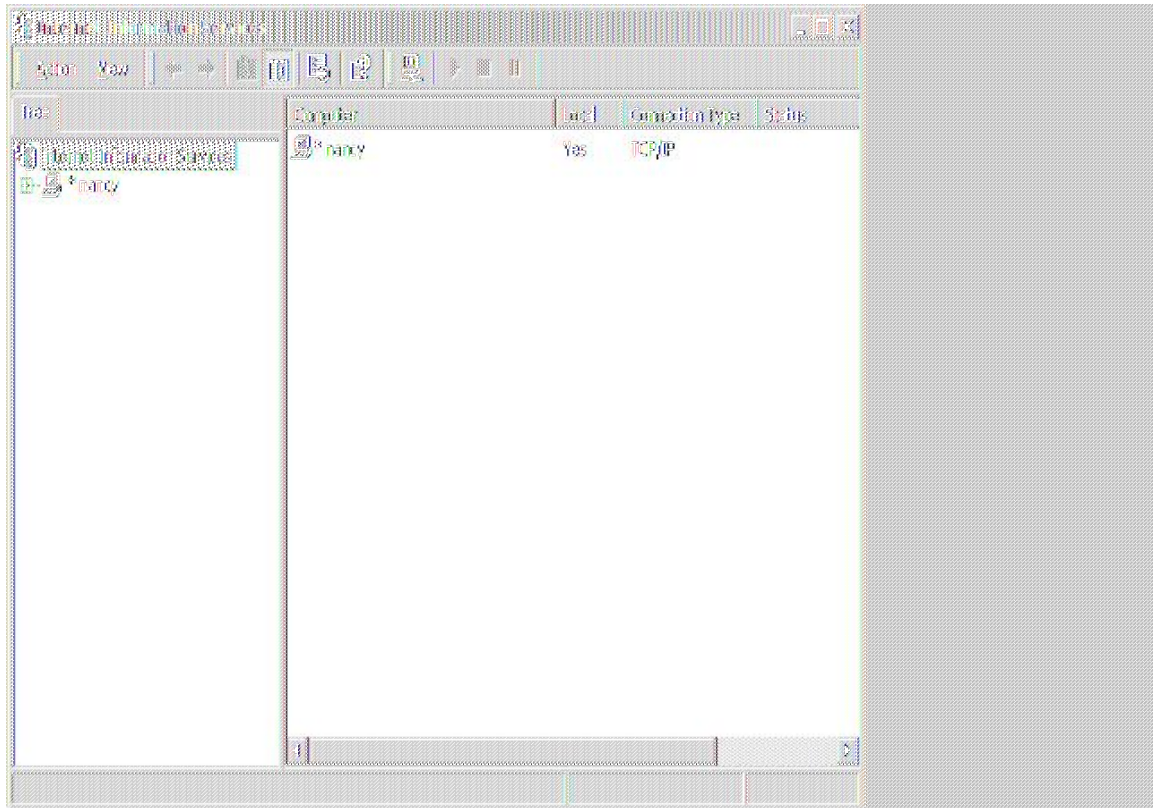 Internet Information Services
Action View
Tree
Computer Local Connection Type Status
Internet Information Services
* nancy Yes TCP/IP
* nancy